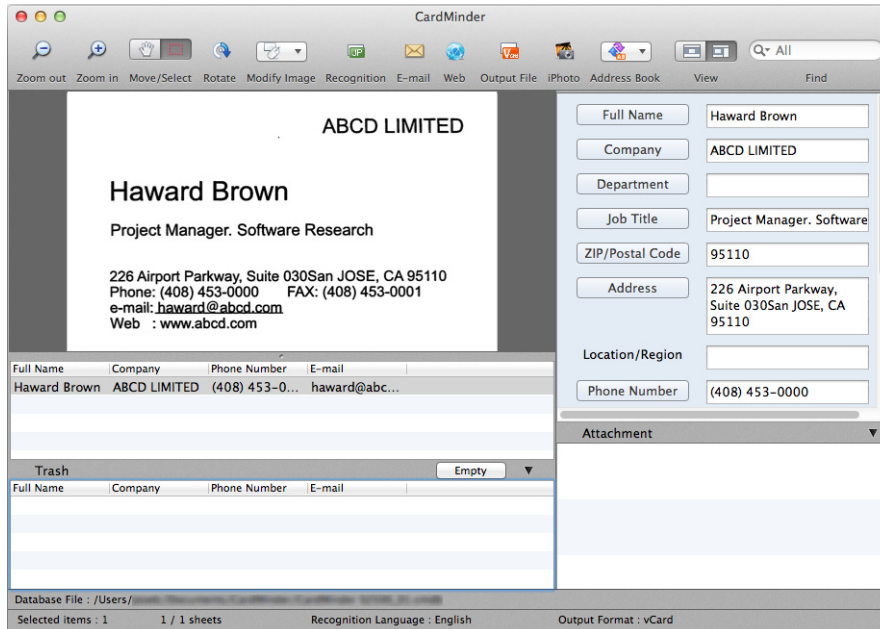 CardMinder
All
Zoom out Zoom in Move/Select Rotate Modify Image Recognition E-mail Web Output File iPhoto Address Book View Find
ABCD LIMITED
Haward Brown
Project Manager. Software Research
226 Airport Parkway, Suite 030San JOSE, CA 95110
Phone: (408) 453-0000 FAX: (408) 453-0001
e-mail: haward@abcd.com
Web : www.abcd.com
Full Name Haward Brown
Company ABCD LIMITED
Department
Job Title Project Manager. Software
ZIP/Postal Code 95110
Address 226 Airport Parkway,
Suite 030San JOSE, CA
95110
Location/Region
Phone Number (408) 453-0000
Full Name Company Phone Number E-mail
Haward Brown ABCD LIMITED (408) 453-0... haward@abc...
Attachment
Trash Empty
Full Name Company Phone Number E-mail
Database File : /Users/
Selected items : 1 1 / 1 sheets Recognition Language : English Output Format : vCard